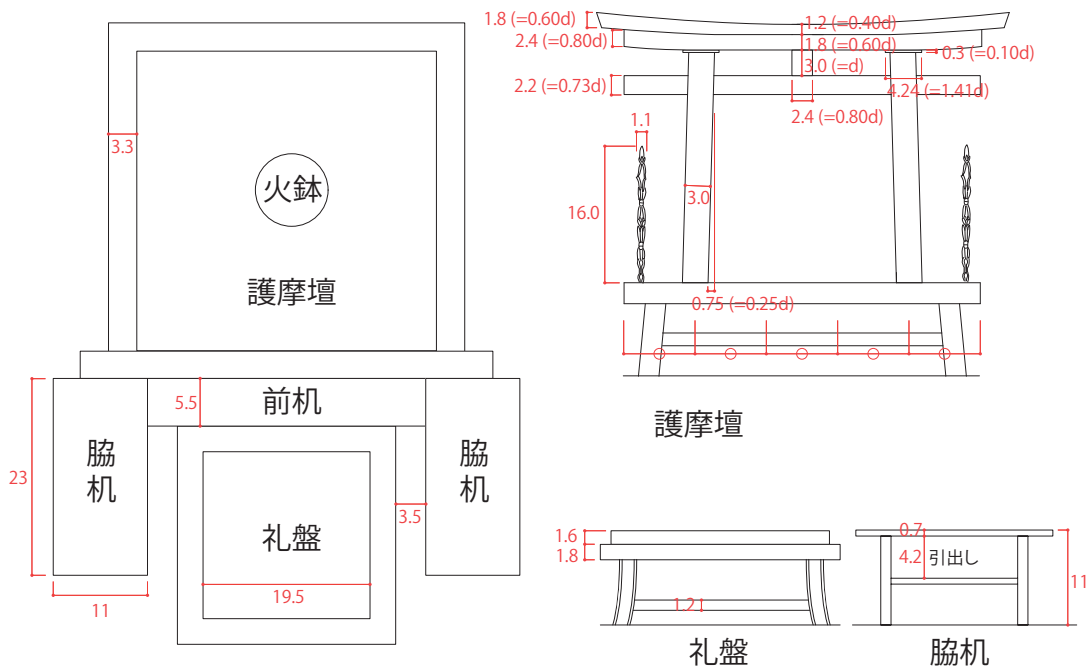 3.3
火鉢
護摩壇
5.5
前机
脇机
脇机
23
3.5
礼盤
19.5
11
1.8 (=0.60d)
1.2 (=0.40d)
2.4 (=0.80d)
1.8 (=0.60d)
0.3 (=0.10d)
3.0 (=d)
2.2 (=0.73d)
4.24 (=1.41d)
2.4 (=0.80d)
1.1
16.0
3.0
0.75 (=0.25d)
護摩壇
1.6
1.8
1.2
礼盤
0.7
4.2
引出し
11
脇机